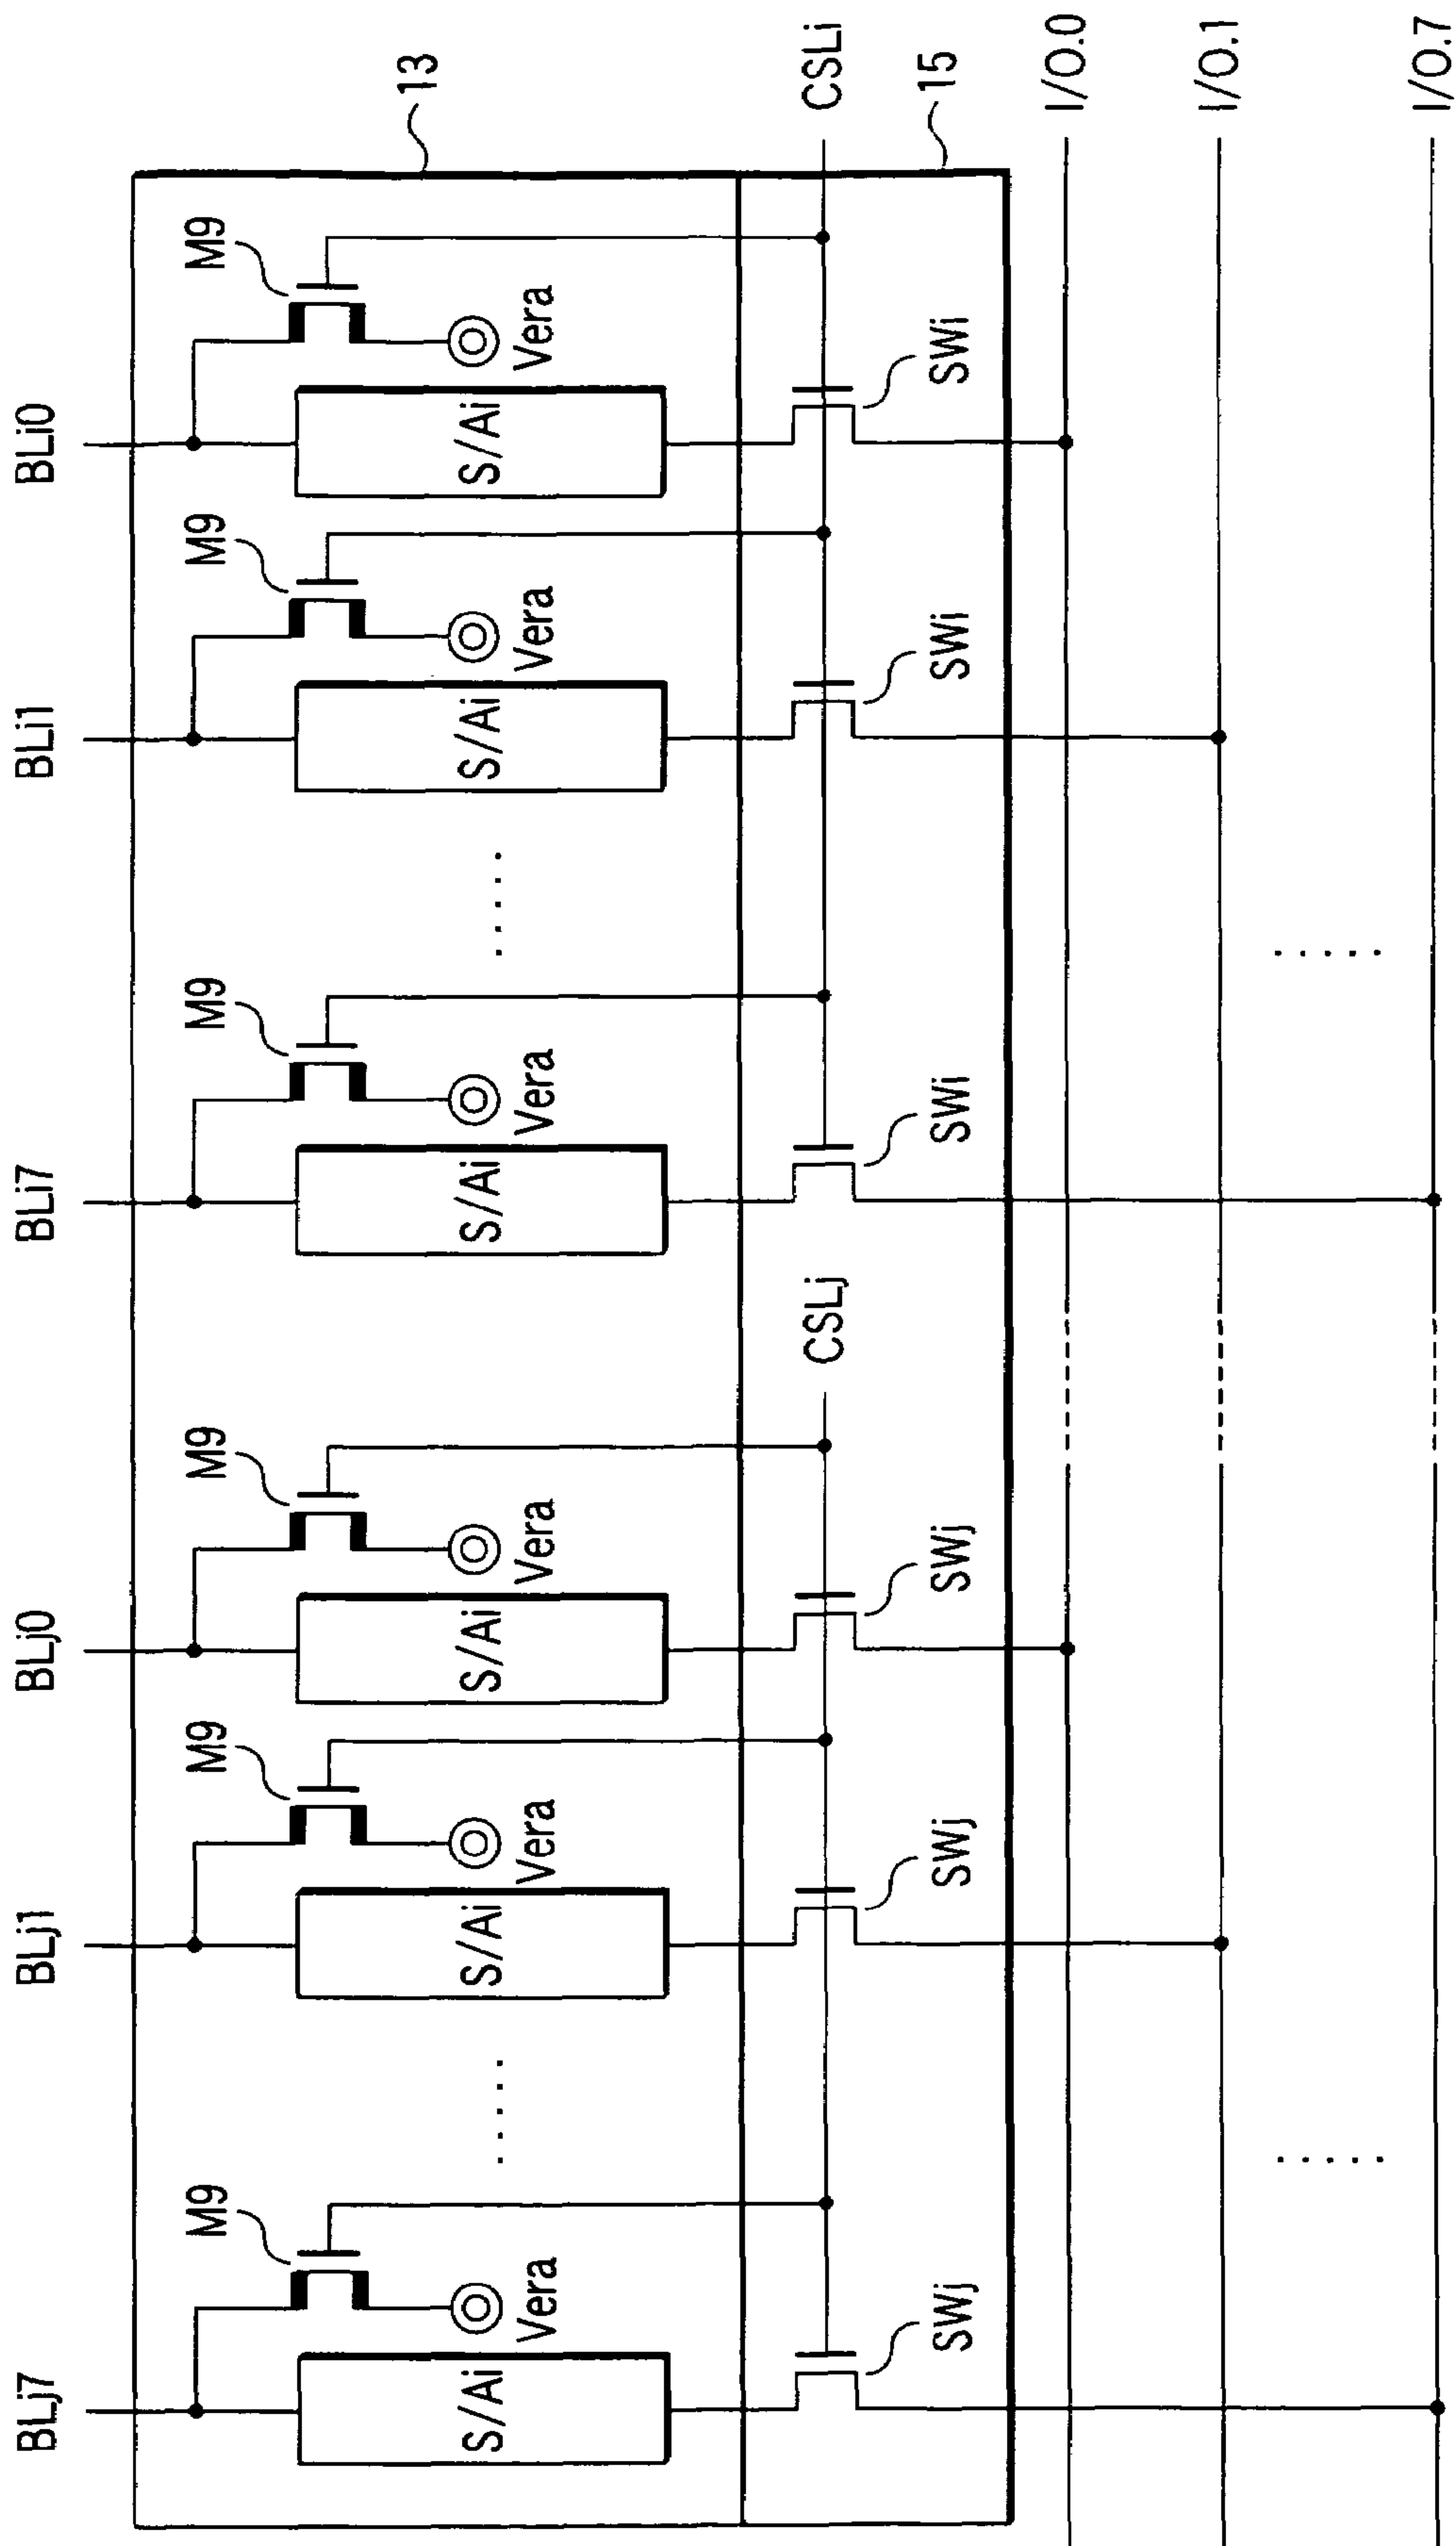 BLj7
BLj1
BLj0
BLi7
BLi1
BLi0
M9
M9
M9
M9
M9
M9
13
S/Ai
Vera
S/Ai
Vera
S/Ai
Vera
S/Ai
Vera
S/Ai
Vera
S/Ai
Vera
.....
.....
CSLj
CSLi
SWj
SWj
SWj
SWi
SWi
SWi
15
I/O.0
I/O.1
.....
.....
I/O.7